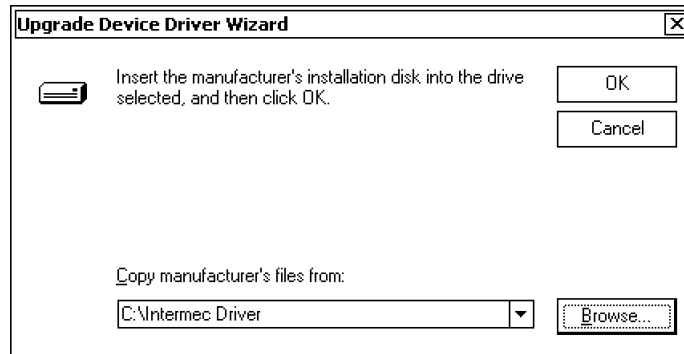 Upgrade Device Driver Wizard
Insert the manufacturer's installation disk into the drive
selected, and then click OK.
OK
Cancel
Copy manufacturer's files from:
C:\Intermec Driver
Browse...